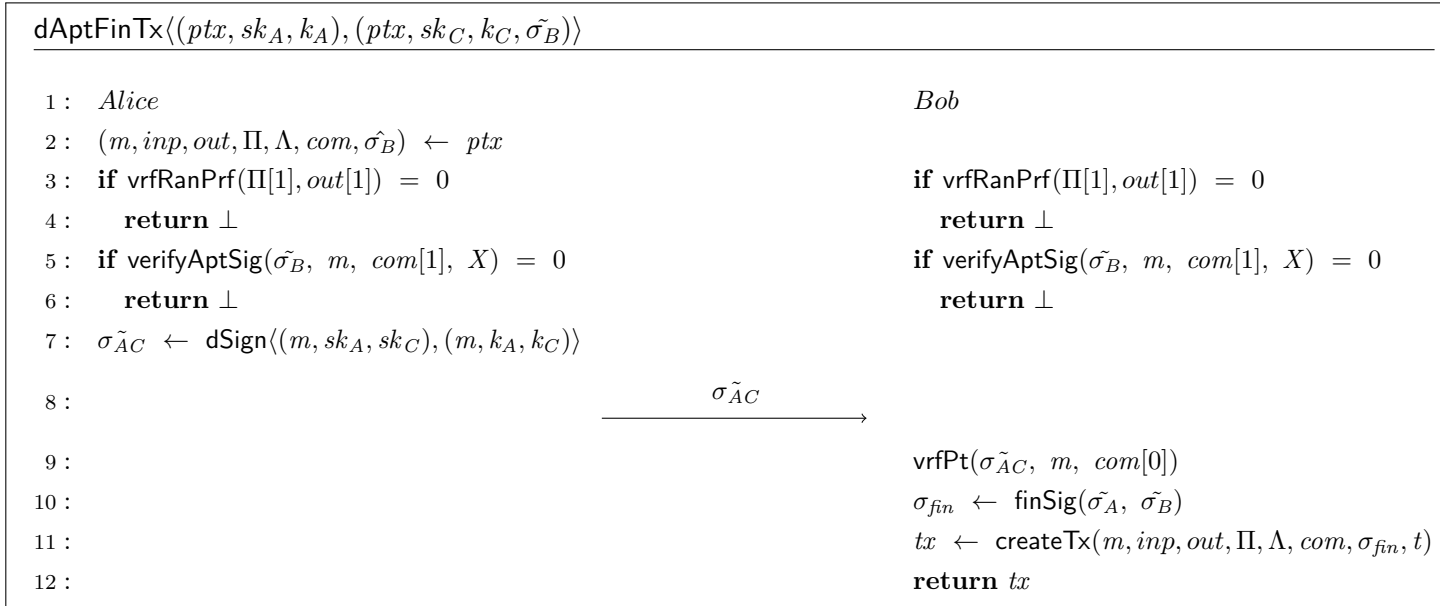 dAptFinTx⟨(ptx, sk_A, k_A), (ptx, sk_C, k_C, σ̃_B)⟩
1 : Alice Bob
2 : (m, inp, out, Π, Λ, com, σ̂_B) ← ptx
3 : if vrfRanPrf(Π[1], out[1]) = 0 if vrfRanPrf(Π[1], out[1]) = 0
4 : return ⊥ return ⊥
5 : if verifyAptSig(σ̃_B, m, com[1], X) = 0 if verifyAptSig(σ̃_B, m, com[1], X) = 0
6 : return ⊥ return ⊥
7 : σ̃_AC ← dSign⟨(m, sk_A, sk_C), (m, k_A, k_C)⟩
8 : σ̃_AC
9 : vrfPt(σ̃_AC, m, com[0])
10 : σ_fin ← finSig(σ̃_A, σ̃_B)
11 : tx ← createTx(m, inp, out, Π, Λ, com, σ_fin, t)
12 : return tx